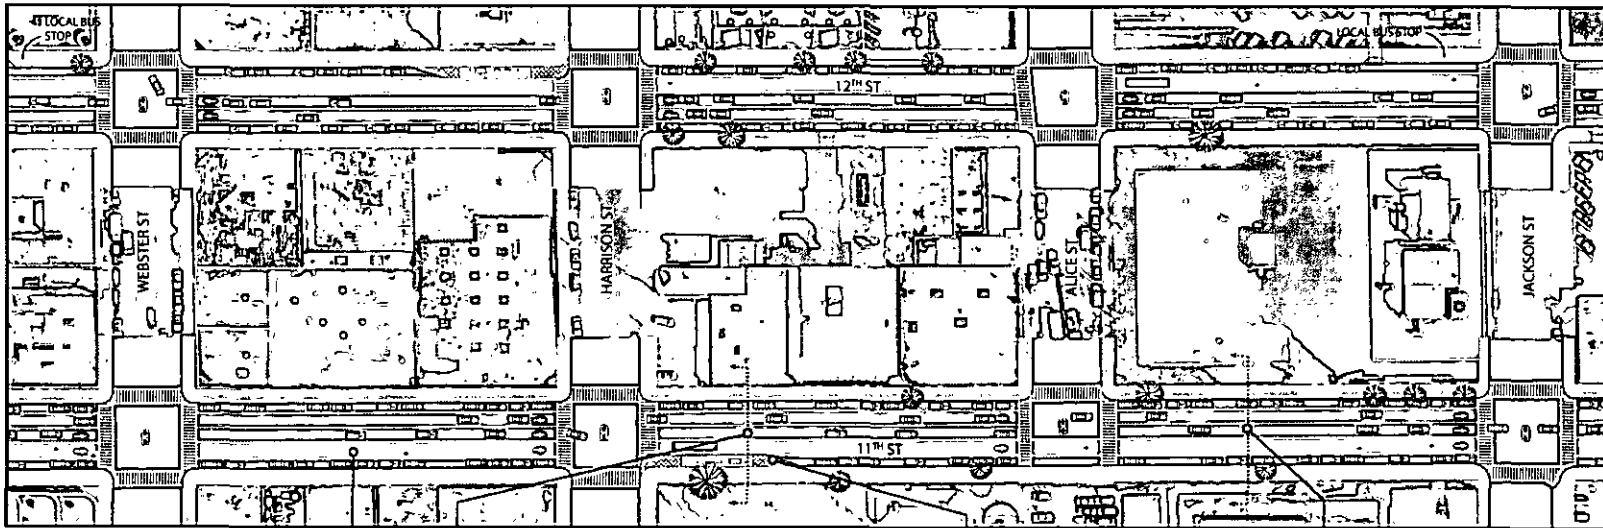 LOCAL BUS
STOP
LOCAL BUS STOP
12TH ST
WEBSTER ST
HARRISON ST
ALICE ST
JACKSON ST
11TH ST